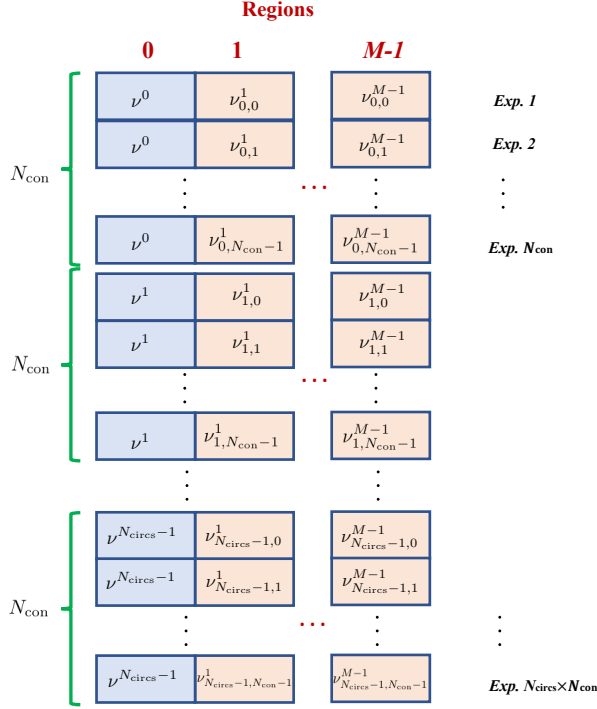 Regions
0 1 M-1
ν^0 ν^1_{0,0} ν^{M−1}_{0,0} Exp. 1
ν^0 ν^1_{0,1} ν^{M−1}_{0,1} Exp. 2
N_con
ν^0 ν^1_{0,N_con−1} ν^{M−1}_{0,N_con−1} Exp. N_con
ν^1 ν^1_{1,0} ν^{M−1}_{1,0}
ν^1 ν^1_{1,1} ν^{M−1}_{1,1}
N_con
ν^1 ν^1_{1,N_con−1} ν^{M−1}_{1,N_con−1}
ν^{N_circs−1} ν^1_{N_circs−1,0} ν^{M−1}_{N_circs−1,0}
ν^{N_circs−1} ν^1_{N_circs−1,1} ν^{M−1}_{N_circs−1,1}
N_con
ν^{N_circs−1} ν^1_{N_circs−1,N_con−1} ν^{M−1}_{N_circs−1,N_con−1} Exp. N_circs×N_con